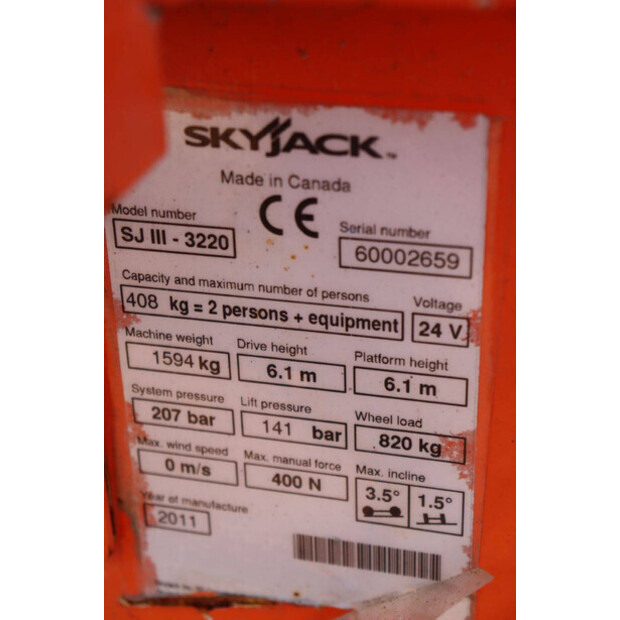 SKYJACK™
Made in Canada
CE
Model number
SJ III - 3220
Serial number
60002659
Capacity and maximum number of persons
408 kg = 2 persons + equipment
Voltage
24 V
Machine weight
1594 kg
Drive height
6.1 m
Platform height
6.1 m
System pressure
207 bar
Lift pressure
141 bar
Wheel load
820 kg
Max. wind speed
0 m/s
Max. manual force
400 N
Max. incline
3.5° 1.5°
Year of manufacture
2011